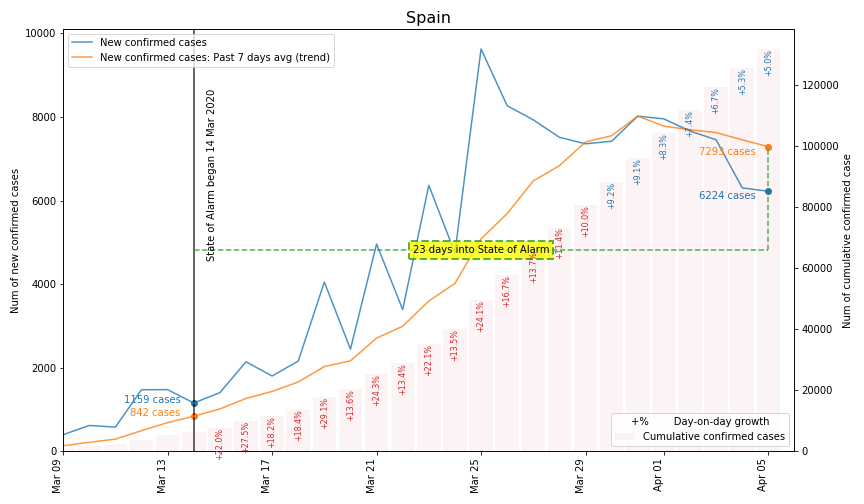 Spain
New confirmed cases
New confirmed cases: Past 7 days avg (trend)
10000
8000
6000
4000
2000
0
Num of new confirmed cases
State of Alarm began 14 Mar 2020
23 days into State of Alarm
1159 cases
842 cases
7293 cases
6224 cases
+22.0%
+27.5%
+18.2%
+18.4%
+29.1%
+13.6%
+24.3%
+13.4%
+22.1%
+13.5%
+24.1%
+16.7%
+13.7%
+11.4%
+10.0%
+9.2%
+9.1%
+8.3%
+6.7%
+5.3%
+5.0%
120000
100000
80000
60000
40000
20000
0
Num of cumulative confirmed case
+% Day-on-day growth
Cumulative confirmed cases
Mar 09
Mar 13
Mar 17
Mar 21
Mar 25
Mar 29
Apr 01
Apr 05